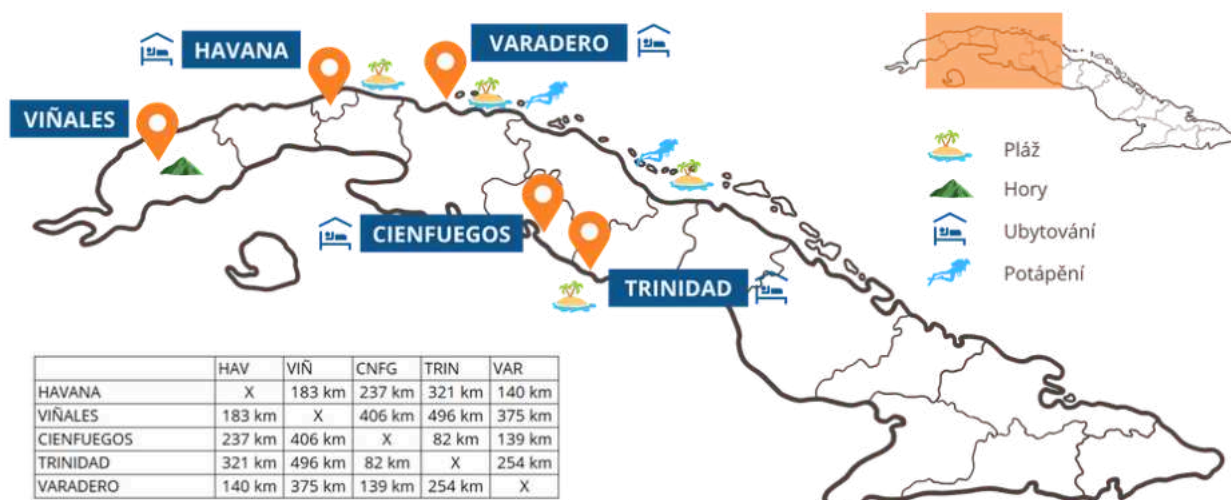 HAVANA
VARADERO
VIÑALES
CIENFUEGOS
TRINIDAD
Pláž
Hory
Ubytování
Potápění
HAV VIÑ CNFG TRIN VAR
HAVANA X 183 km 237 km 321 km 140 km
VIÑALES 183 km X 406 km 496 km 375 km
CIENFUEGOS 237 km 406 km X 82 km 139 km
TRINIDAD 321 km 496 km 82 km X 254 km
VARADERO 140 km 375 km 139 km 254 km X